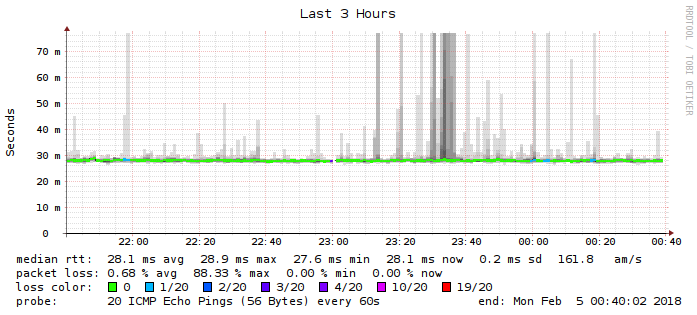 Last 3 Hours
RRDTOOL / TOBI OETIKER
Seconds
70 m
60 m
50 m
40 m
30 m
20 m
10 m
0
22:00 22:20 22:40 23:00 23:20 23:40 00:00 00:20 00:40
median rtt: 28.1 ms avg 28.9 ms max 27.6 ms min 28.1 ms now 0.2 ms sd 161.8 am/s
packet loss: 0.68 % avg 88.33 % max 0.00 % min 0.00 % now
loss color: 0 1/20 2/20 3/20 4/20 10/20 19/20
probe: 20 ICMP Echo Pings (56 Bytes) every 60s end: Mon Feb 5 00:40:02 2018